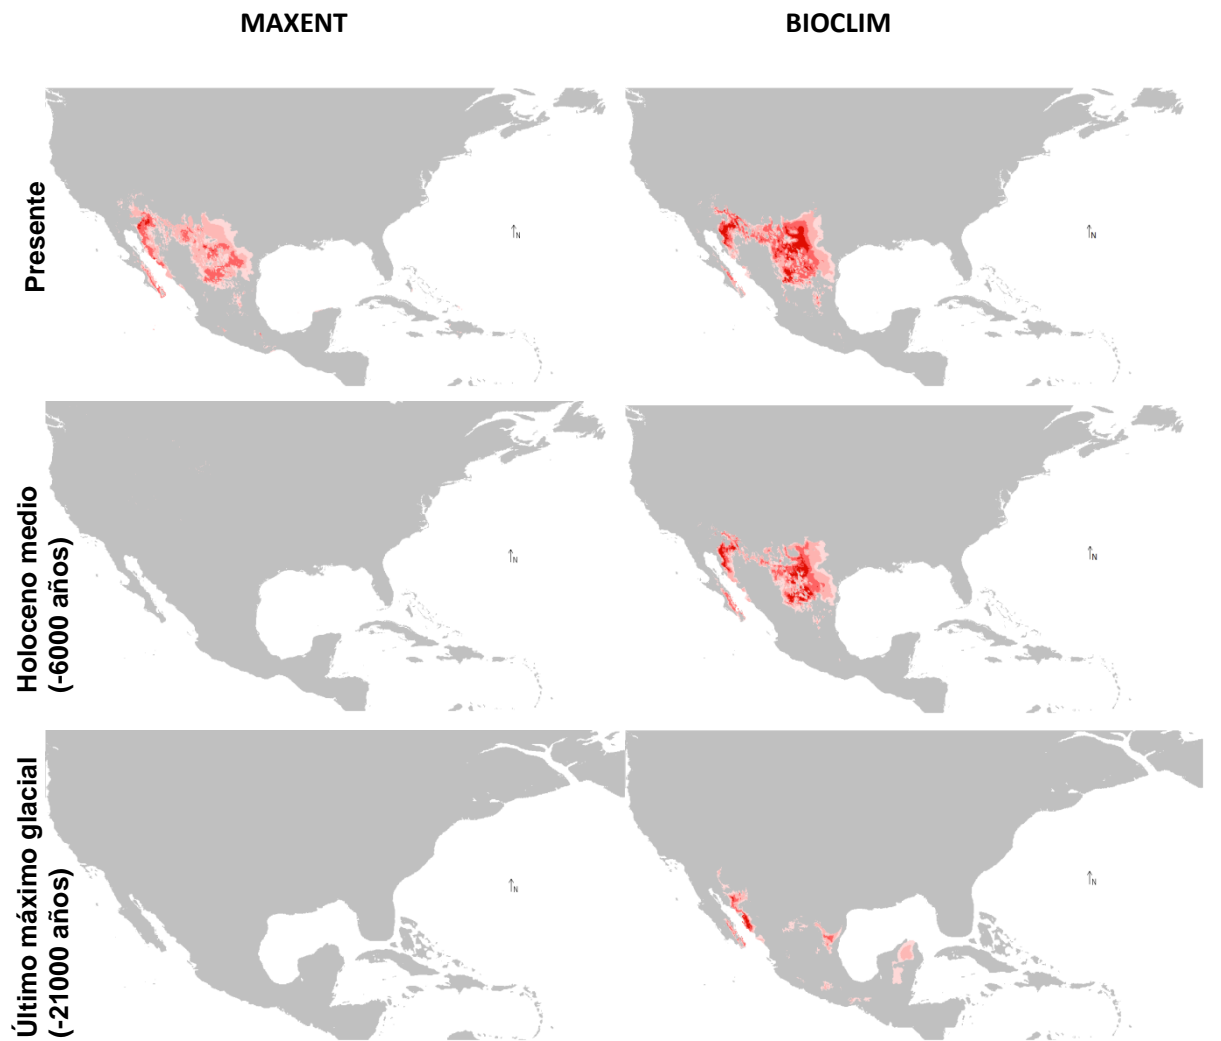 MAXENT
BIOCLIM
Presente
N
N
Holoceno medio
(-6000 años)
N
N
Último máximo glacial
(-21000 años)
N
N